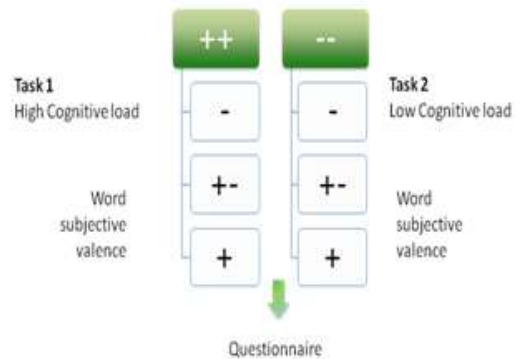 ++ --
Task 1
High Cognitive load
Task 2
Low Cognitive load
- -
+- +-
Word
subjective
valence
Word
subjective
valence
+ +
Questionnaire